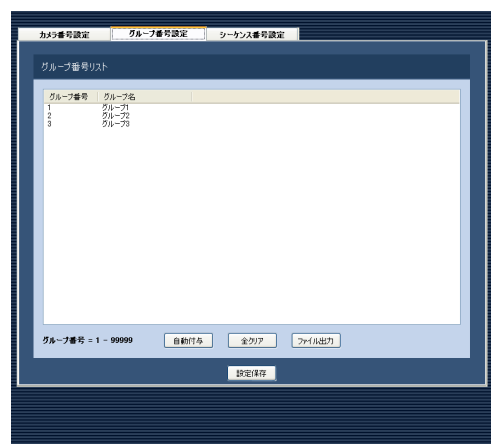 カメラ番号設定 グループ番号設定 シーケンス番号設定
グループ番号リスト
グループ番号 グループ名
1 グループ1
2 グループ2
3 グループ3
グループ番号 = 1 - 99999 自動付与 全クリア ファイル出力
設定保存